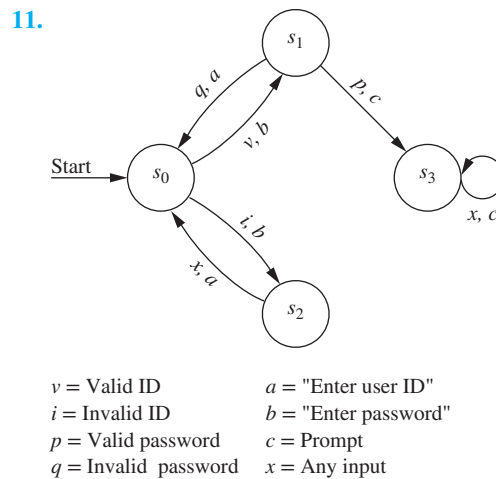 11.
s1
q, a
p, c
v, b
Start
s0
s3
x, c
i, b
x, a
s2
v = Valid ID
i = Invalid ID
p = Valid password
q = Invalid password
a = "Enter user ID"
b = "Enter password"
c = Prompt
x = Any input